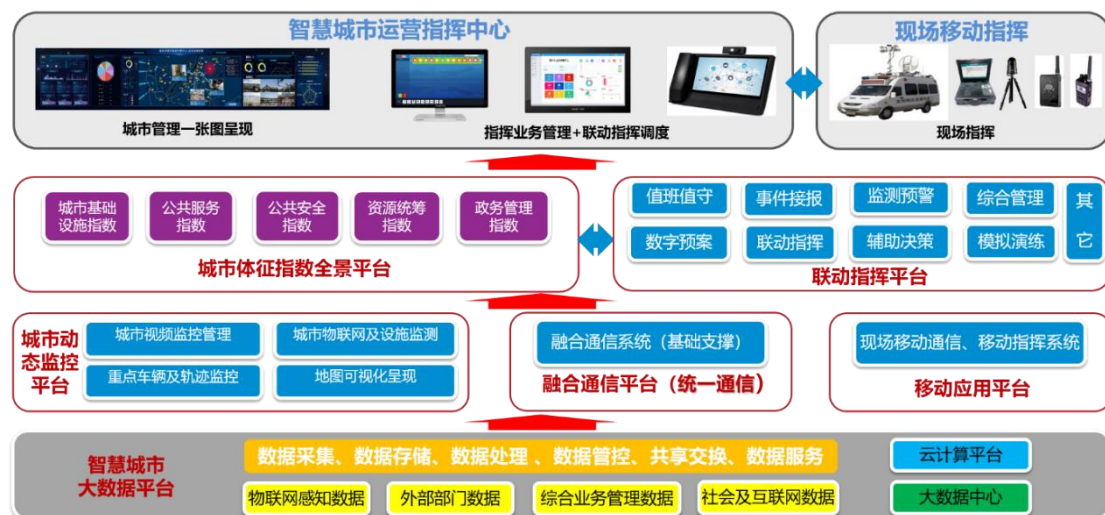 智慧城市运营指挥中心
城市管理一张图呈现
指挥业务管理+联动指挥调度
现场移动指挥
现场指挥
城市基础
设施指数
公共服务
指数
公共安全
指数
资源统筹
指数
政务管理
指数
城市体征指数全景平台
值班值守
事件接报
监测预警
综合管理
数字预案
联动指挥
辅助决策
模拟演练
其
它
联动指挥平台
城市动
态监控
平台
城市视频监控管理
城市物联网及设施监测
重点车辆及轨迹监控
地图可视化呈现
融合通信系统（基础支撑）
融合通信平台（统一通信）
现场移动通信、移动指挥系统
移动应用平台
智慧城市
大数据平台
数据采集、数据存储、数据处理 、数据管控、共享交换、数据服务
物联网感知数据
外部部门数据
综合业务管理数据
社会及互联网数据
云计算平台
大数据中心